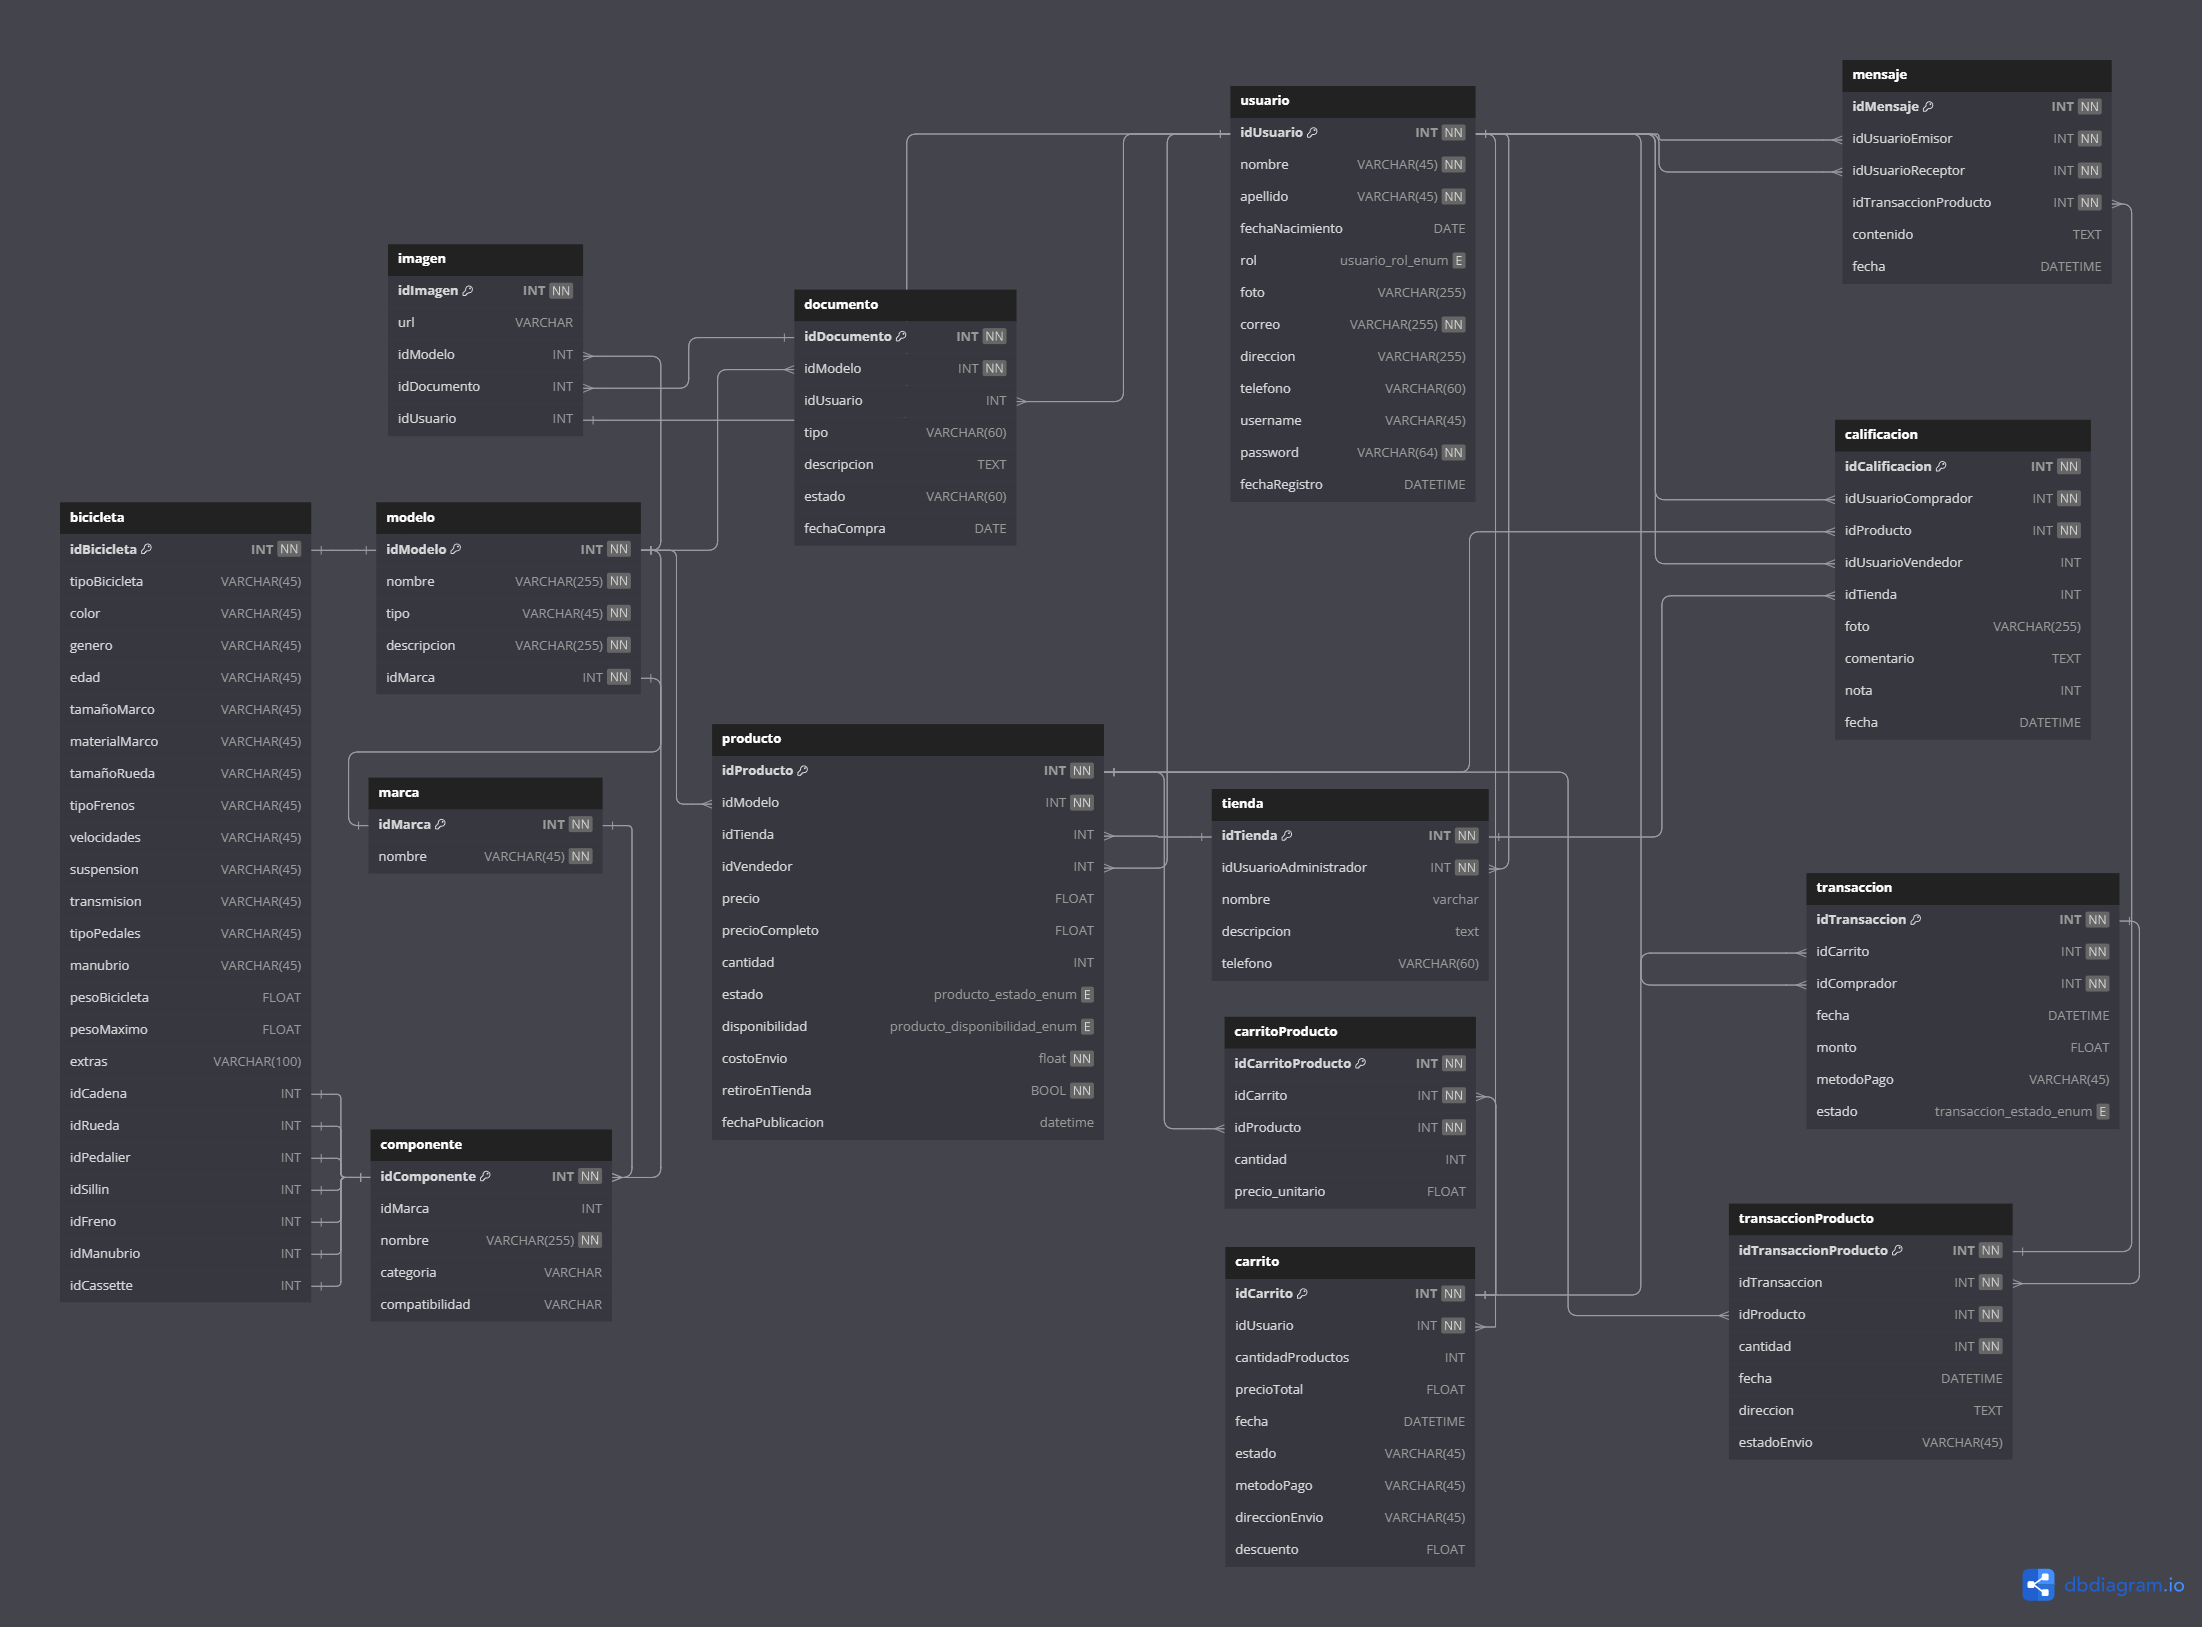 mensaje
idMensaje INT NN
idUsuarioEmisor INT NN
idUsuarioReceptor INT NN
idTransaccionProducto INT NN
contenido TEXT
fecha DATETIME
usuario
idUsuario INT NN
nombre VARCHAR(45) NN
apellido VARCHAR(45) NN
fechaNacimiento DATE
rol usuario_rol_enum E
foto VARCHAR(255)
correo VARCHAR(255) NN
direccion VARCHAR(255)
telefono VARCHAR(60)
username VARCHAR(45)
password VARCHAR(64) NN
fechaRegistro DATETIME
imagen
idImagen INT NN
url VARCHAR
idModelo INT
idDocumento INT
idUsuario INT
documento
idDocumento INT NN
idModelo INT NN
idUsuario INT
tipo VARCHAR(60)
descripcion TEXT
estado VARCHAR(60)
fechaCompra DATE
calificacion
idCalificacion INT NN
idUsuarioComprador INT NN
idProducto INT NN
idUsuarioVendedor INT
idTienda INT
foto VARCHAR(255)
comentario TEXT
nota INT
fecha DATETIME
bicicleta
idBicicleta INT NN
tipoBicicleta VARCHAR(45)
color VARCHAR(45)
genero VARCHAR(45)
edad VARCHAR(45)
tamañoMarco VARCHAR(45)
materialMarco VARCHAR(45)
tamañoRueda VARCHAR(45)
tipoFrenos VARCHAR(45)
velocidades VARCHAR(45)
suspension VARCHAR(45)
transmision VARCHAR(45)
tipoPedales VARCHAR(45)
manubrio VARCHAR(45)
pesoBicicleta FLOAT
pesoMaximo FLOAT
extras VARCHAR(100)
idCadena INT
idRueda INT
idPedalier INT
idSillin INT
idFreno INT
idManubrio INT
idCassette INT
modelo
idModelo INT NN
nombre VARCHAR(255) NN
tipo VARCHAR(45) NN
descripcion VARCHAR(255) NN
idMarca INT NN
marca
idMarca INT NN
nombre VARCHAR(45) NN
producto
idProducto INT NN
idModelo INT NN
idTienda INT
idVendedor INT
precio FLOAT
precioCompleto FLOAT
cantidad INT
estado producto_estado_enum E
disponibilidad producto_disponibilidad_enum E
costoEnvio float NN
retiroEnTienda BOOL NN
fechaPublicacion datetime
tienda
idTienda INT NN
idUsuarioAdministrador INT NN
nombre varchar
descripcion text
telefono VARCHAR(60)
transaccion
idTransaccion INT NN
idCarrito INT NN
idComprador INT NN
fecha DATETIME
monto FLOAT
metodoPago VARCHAR(45)
estado transaccion_estado_enum E
carritoProducto
idCarritoProducto INT NN
idCarrito INT NN
idProducto INT NN
cantidad INT
precio_unitario FLOAT
componente
idComponente INT NN
idMarca INT
nombre VARCHAR(255) NN
categoria VARCHAR
compatibilidad VARCHAR
transaccionProducto
idTransaccionProducto INT NN
idTransaccion INT NN
idProducto INT NN
cantidad INT NN
fecha DATETIME
direccion TEXT
estadoEnvio VARCHAR(45)
carrito
idCarrito INT NN
idUsuario INT NN
cantidadProductos INT
precioTotal FLOAT
fecha DATETIME
estado VARCHAR(45)
metodoPago VARCHAR(45)
direccionEnvio VARCHAR(45)
descuento FLOAT
dbdiagram.io